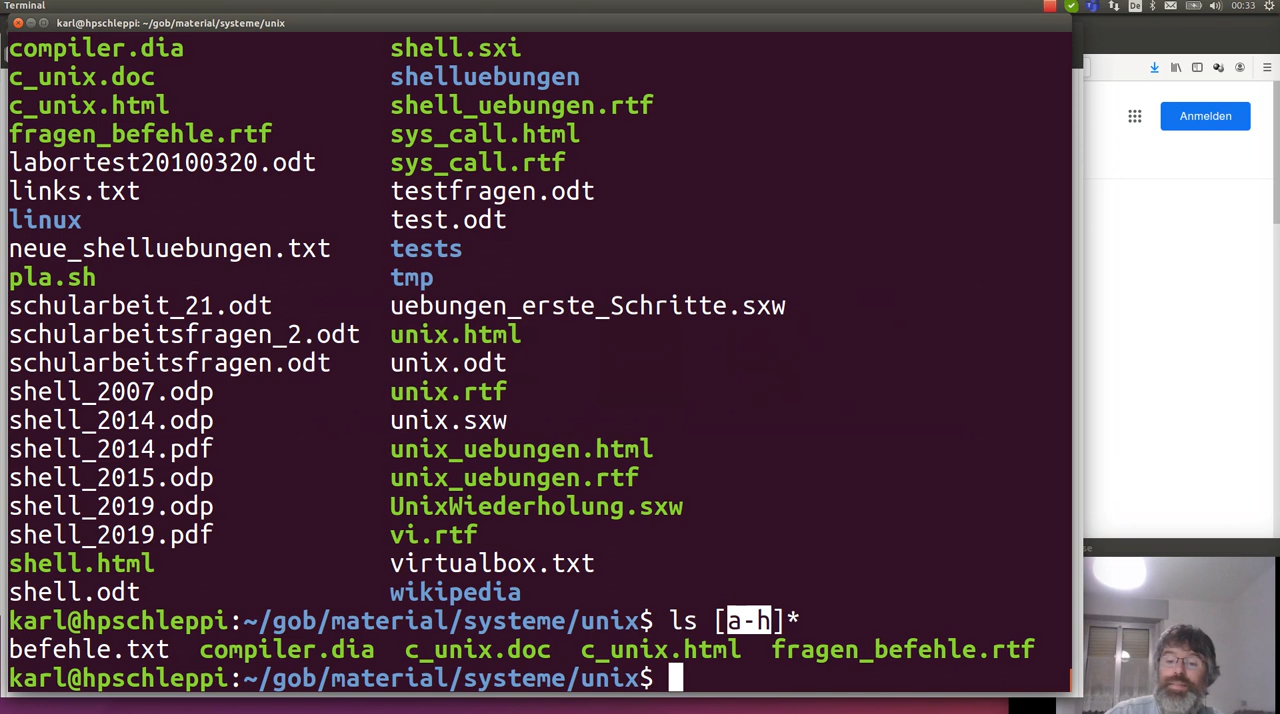 Terminal
De
00:33
karl@hpschleppi: ~/gob/material/systeme/unix
Anmelden
compiler.dia shell.sxi
c_unix.doc shelluebungen
c_unix.html shell_uebungen.rtf
fragen_befehle.rtf sys_call.html
labortest20100320.odt sys_call.rtf
links.txt testfragen.odt
linux test.odt
neue_shelluebungen.txt tests
pla.sh tmp
schularbeit_21.odt uebungen_erste_Schritte.sxw
schularbeitsfragen_2.odt unix.html
schularbeitsfragen.odt unix.odt
shell_2007.odp unix.rtf
shell_2014.odp unix.sxw
shell_2014.pdf unix_uebungen.html
shell_2015.odp unix_uebungen.rtf
shell_2019.odp UnixWiederholung.sxw
shell_2019.pdf vi.rtf
shell.html virtualbox.txt
shell.odt wikipedia
karl@hpschleppi:~/gob/material/systeme/unix$ ls [a-h]*
befehle.txt compiler.dia c_unix.doc c_unix.html fragen_befehle.rtf
karl@hpschleppi:~/gob/material/systeme/unix$